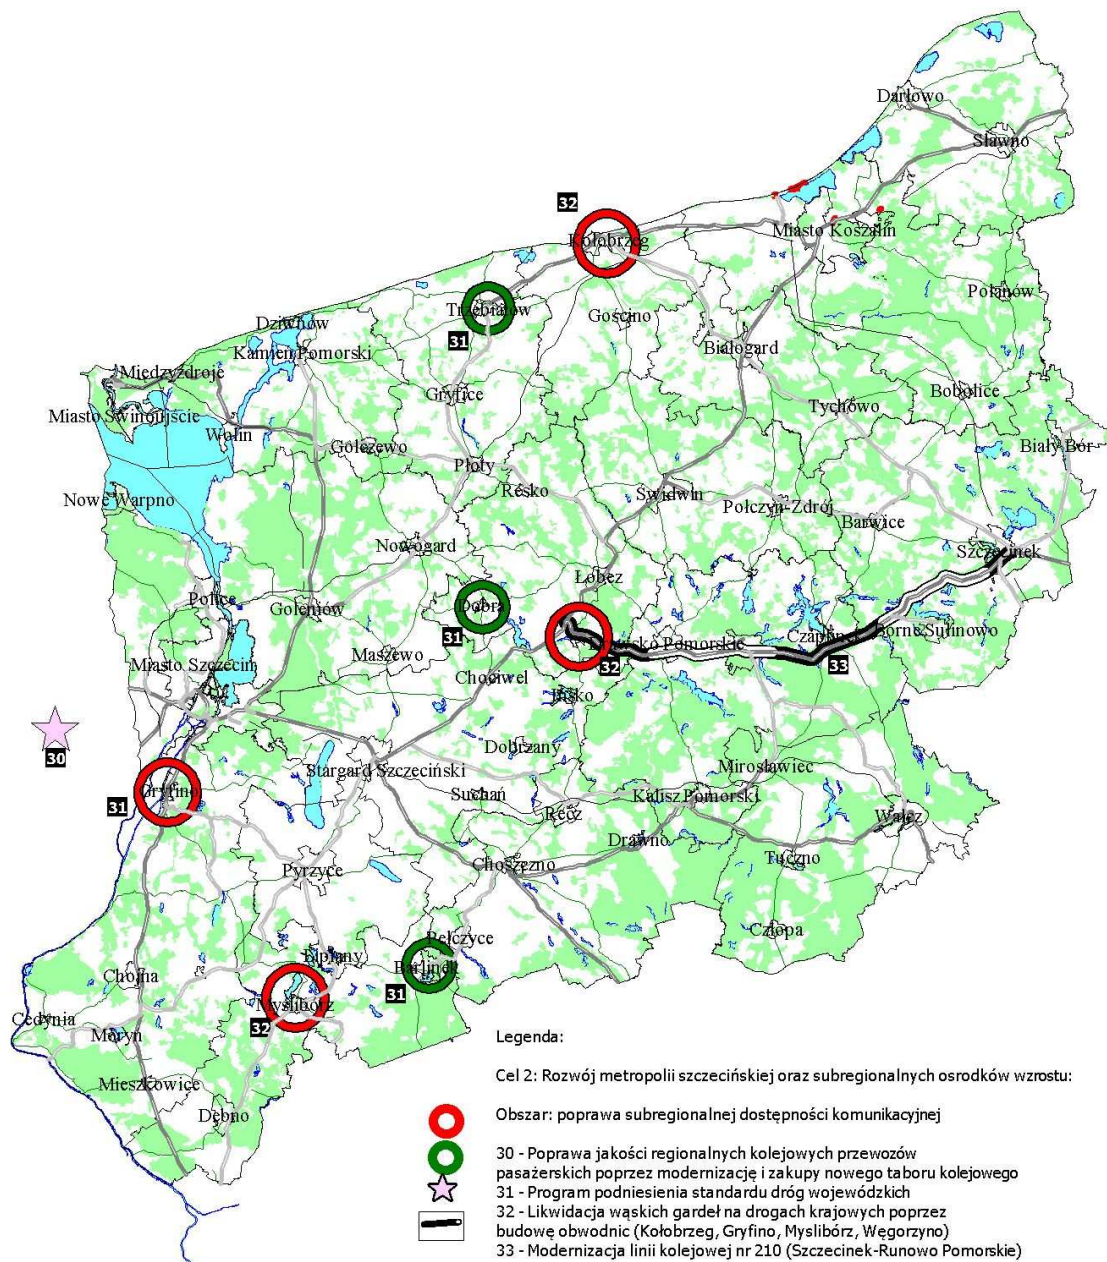 Darłowo
Sławno
32
Kołobrzeg
Miasto Koszalin
Trzebiatów
31
Gościno
Polanów
Dziwnów
Kamień Pomorski
Białogard
Międzyzdroje
Gryfice
Bobolice
Tychowo
Miasto Świnoujście
Wolin
Golczewo
Biały Bór
Płoty
Resko
Nowe Warpno
Świdwin
Połczyn-Zdrój
Barwice
Nowogard
Szczecinek
Łobez
Police
Goleniów
Dobra
31
Czaplinek
Borne Sulinowo
Drawsko Pomorskie
Maszewo
32
33
Miasto Szczecin
Chociwel
Ińsko
30
Dobrzany
Stargard Szczeciński
Mirosławiec
Gryfino
31
Suchań
Kalisz Pomorski
Recz
Wałcz
Drawno
Tuczno
Choszczno
Pyrzyce
Człopa
Pełczyce
Lipiany
Barlinek
31
Chojna
Myślibórz
32
Cedynia
Moryń
Mieszkowice
Dębno
Legenda:
Cel 2: Rozwój metropolii szczecińskiej oraz subregionalnych osrodków wzrostu:
Obszar: poprawa subregionalnej dostępności komunikacyjnej
30 - Poprawa jakości regionalnych kolejowych przewozów
pasażerskich poprzez modernizację i zakupy nowego taboru kolejowego
31 - Program podniesienia standardu dróg wojewódzkich
32 - Likwidacja wąskich gardeł na drogach krajowych poprzez
budowę obwodnic (Kołobrzeg, Gryfino, Myslibórz, Węgorzyno)
33 - Modernizacja linii kolejowej nr 210 (Szczecinek-Runowo Pomorskie)